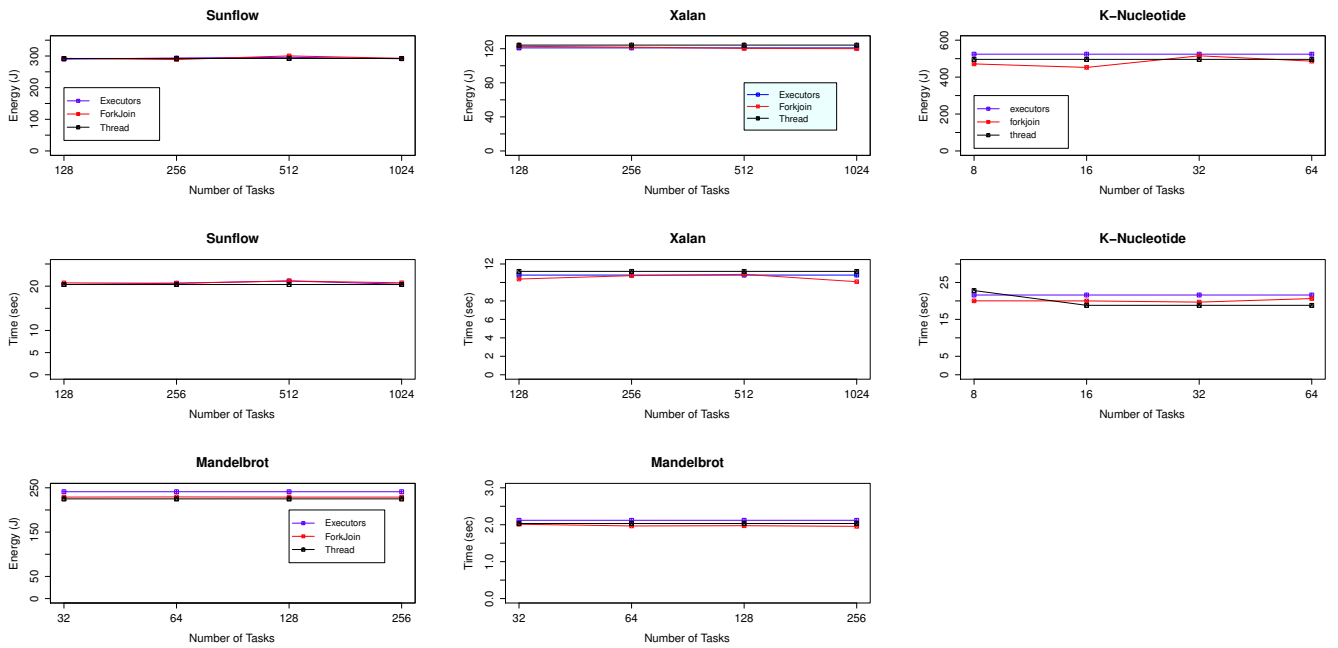 Sunflow
Energy (J)
0
100
200
300
Executors
ForkJoin
Thread
128
256
512
1024
Number of Tasks
Xalan
Energy (J)
0
40
80
120
Executors
Forkjoin
Thread
128
256
512
1024
Number of Tasks
K−Nucleotide
Energy (J)
0
200
400
600
executors
forkjoin
thread
8
16
32
64
Number of Tasks
Sunflow
Time (sec)
0
5
10
20
128
256
512
1024
Number of Tasks
Xalan
Time (sec)
0
2
4
6
8
12
128
256
512
1024
Number of Tasks
K−Nucleotide
Time (sec)
0
5
15
25
8
16
32
64
Number of Tasks
Mandelbrot
Energy (J)
0
50
150
250
Executors
ForkJoin
Thread
32
64
128
256
Number of Tasks
Mandelbrot
Time (sec)
0.0
1.0
2.0
3.0
32
64
128
256
Number of Tasks